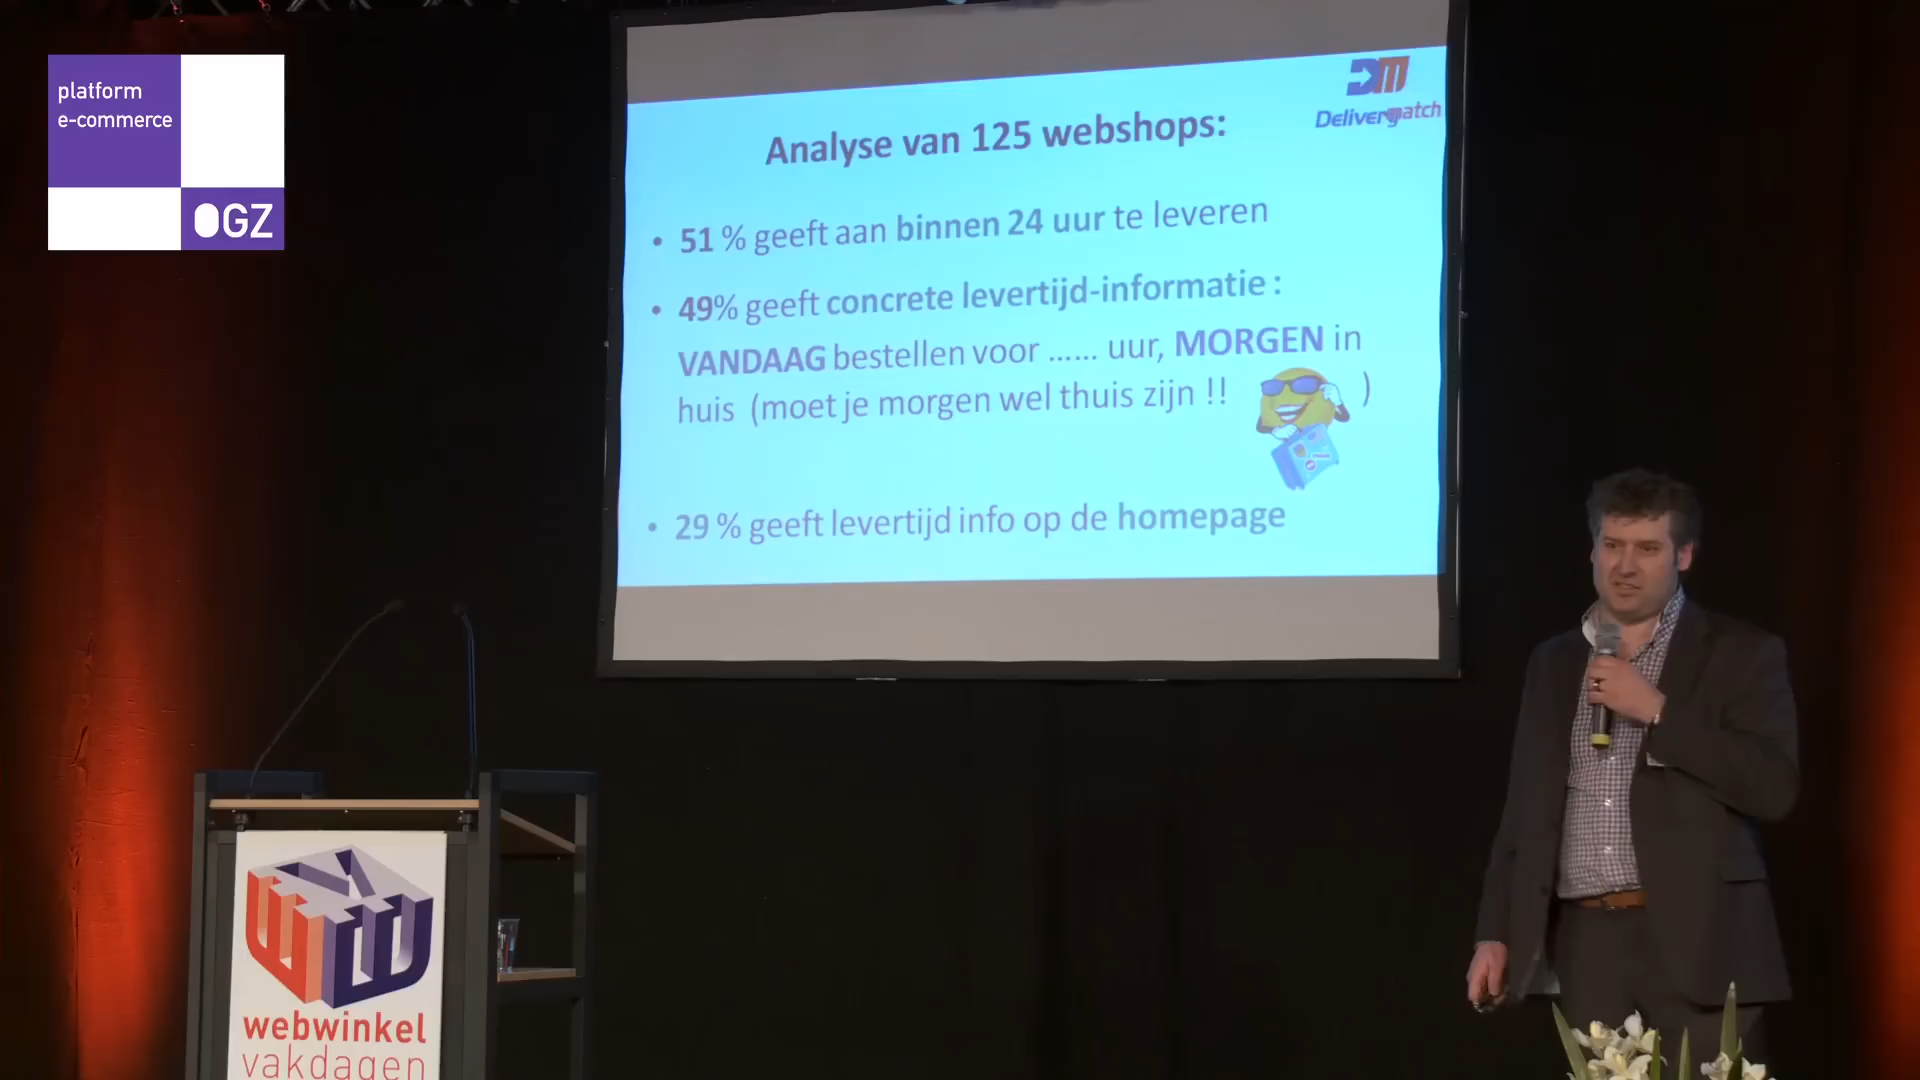 platform
e-commerce
OGZ
DM
Delivermatch
Analyse van 125 webshops:
• 51 % geeft aan binnen 24 uur te leveren
• 49% geeft concrete levertijd-informatie :
VANDAAG bestellen voor ...... uur, MORGEN in
huis (moet je morgen wel thuis zijn !! )
• 29 % geeft levertijd info op de homepage
webwinkel
vakdagen